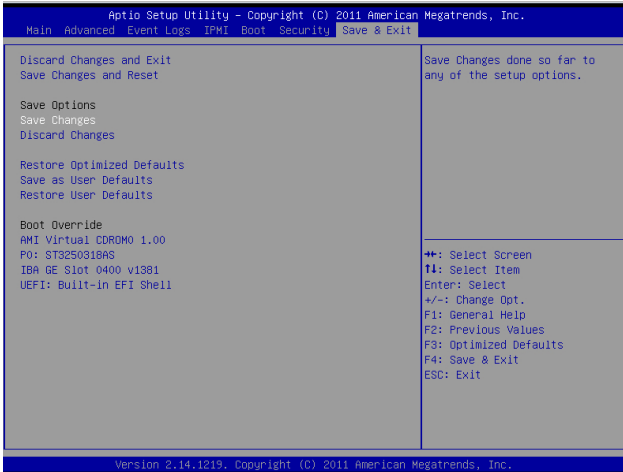 Aptio Setup Utility – Copyright (C) 2011 American Megatrends, Inc.
Main Advanced Event Logs IPMI Boot Security Save & Exit
Discard Changes and Exit
Save Changes and Reset
Save Options
Save Changes
Discard Changes
Restore Optimized Defaults
Save as User Defaults
Restore User Defaults
Boot Override
AMI Virtual CDROM0 1.00
P0: ST3250318AS
IBA GE Slot 0400 v1381
UEFI: Built-in EFI Shell
Save Changes done so far to
any of the setup options.
→←: Select Screen
↑↓: Select Item
Enter: Select
+/-: Change Opt.
F1: General Help
F2: Previous Values
F3: Optimized Defaults
F4: Save & Exit
ESC: Exit
Version 2.14.1219. Copyright (C) 2011 American Megatrends, Inc.